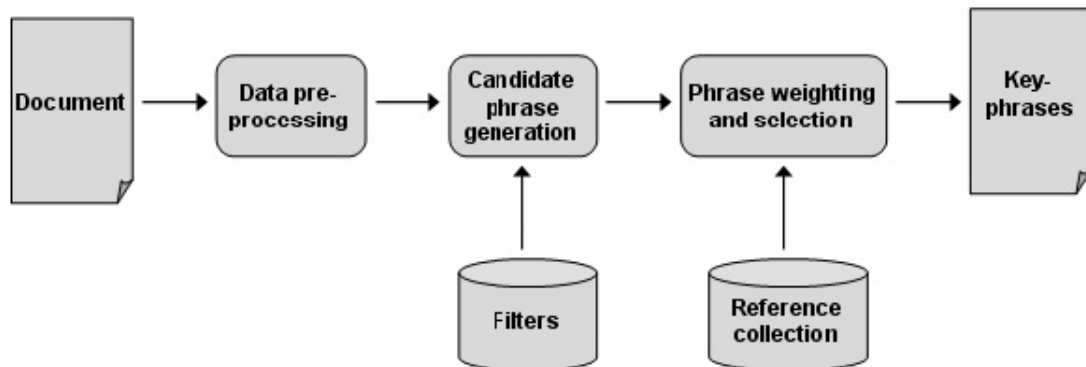 Document
Data pre-
processing
Candidate
phrase
generation
Phrase weighting
and selection
Key-
phrases
Filters
Reference
collection